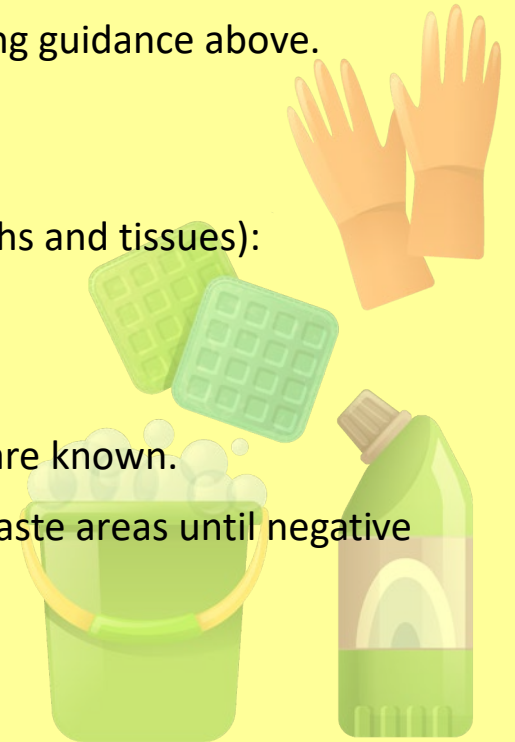 ng guidance above.
hs and tissues):
are known.
aste areas until negative